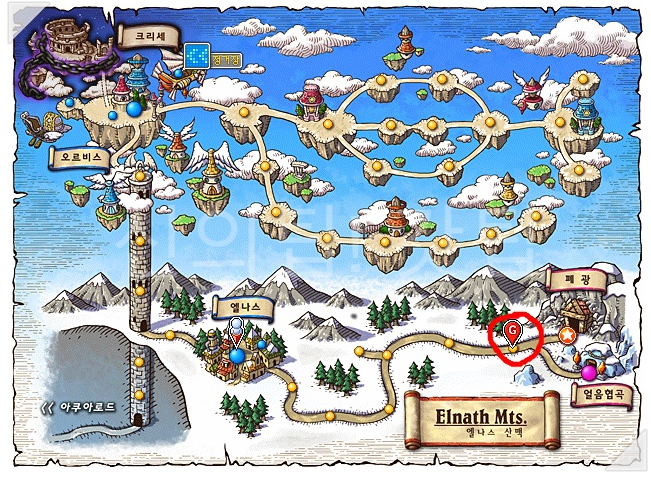 크리세
정거장
오르비스
엘나스
폐광
G
얼음협곡
<< 아쿠아로드
Elnath Mts.
엘나스 산맥